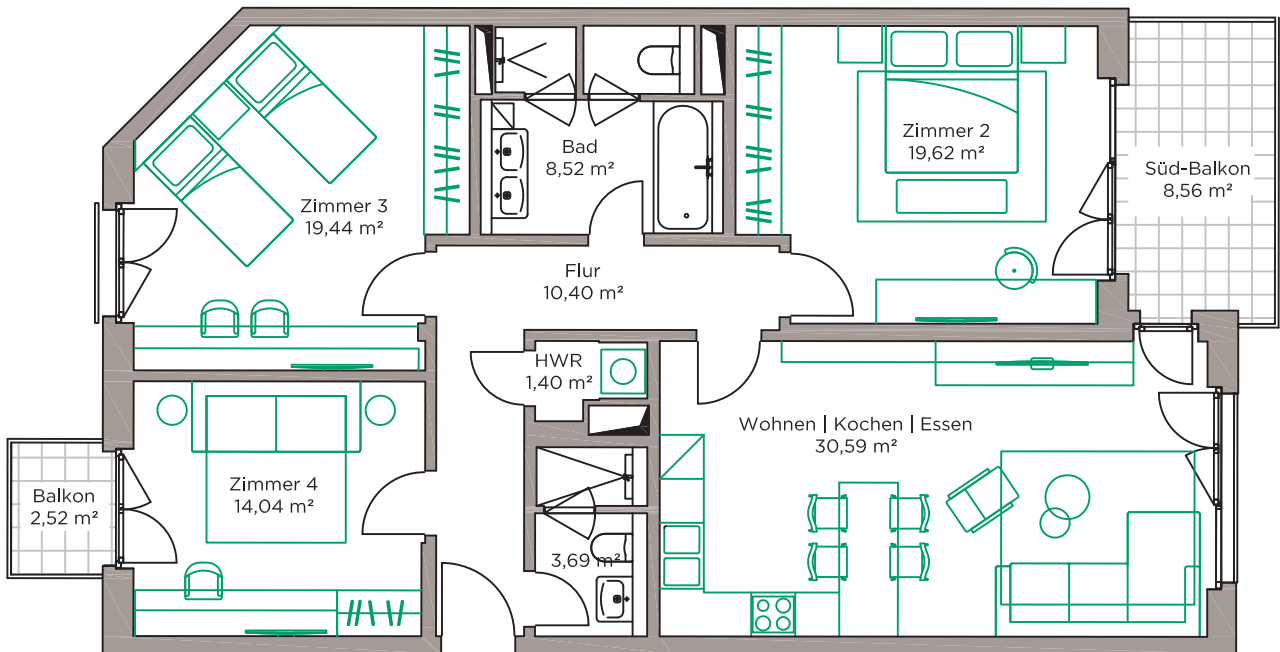 Zimmer 3
19,44 m²
Bad
8,52 m²
Zimmer 2
19,62 m²
Süd-Balkon
8,56 m²
Flur
10,40 m²
HWR
1,40 m²
Wohnen | Kochen | Essen
30,59 m²
Zimmer 4
14,04 m²
Balkon
2,52 m²
3,69 m²